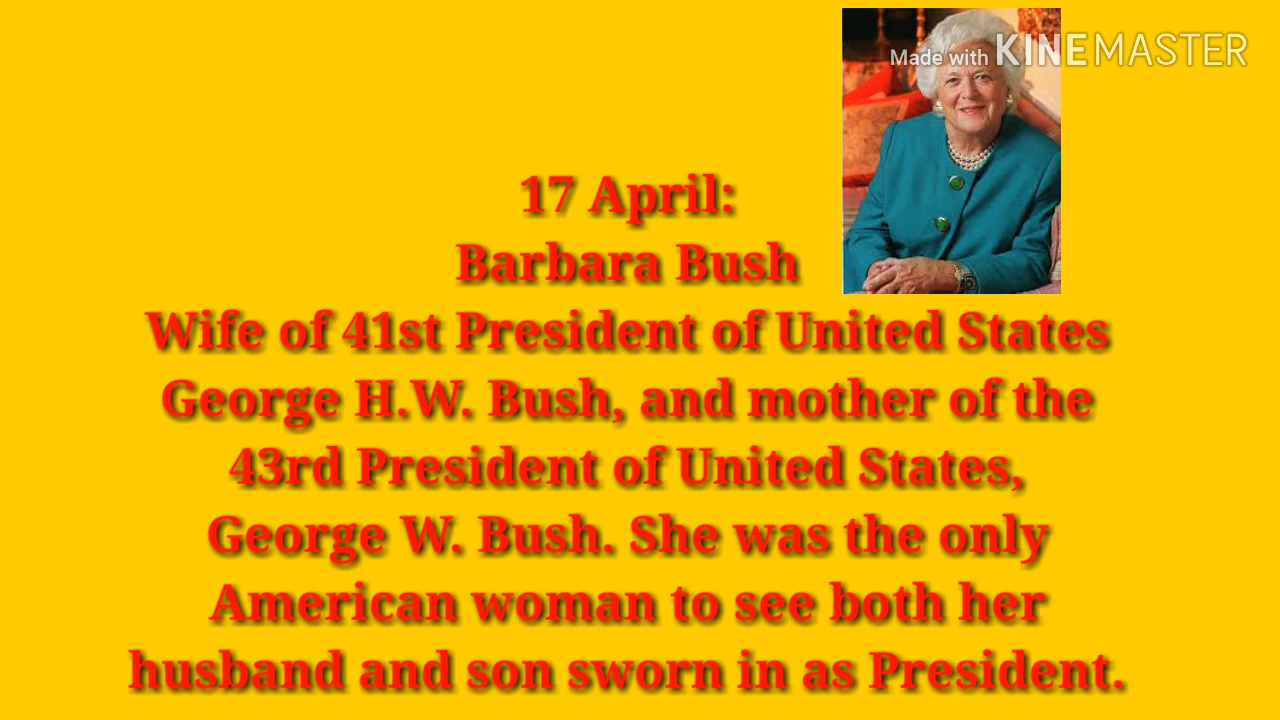 Made with KINEMASTER
17 April:
Barbara Bush
Wife of 41st President of United States
George H.W. Bush, and mother of the
43rd President of United States,
George W. Bush. She was the only
American woman to see both her
husband and son sworn in as President.